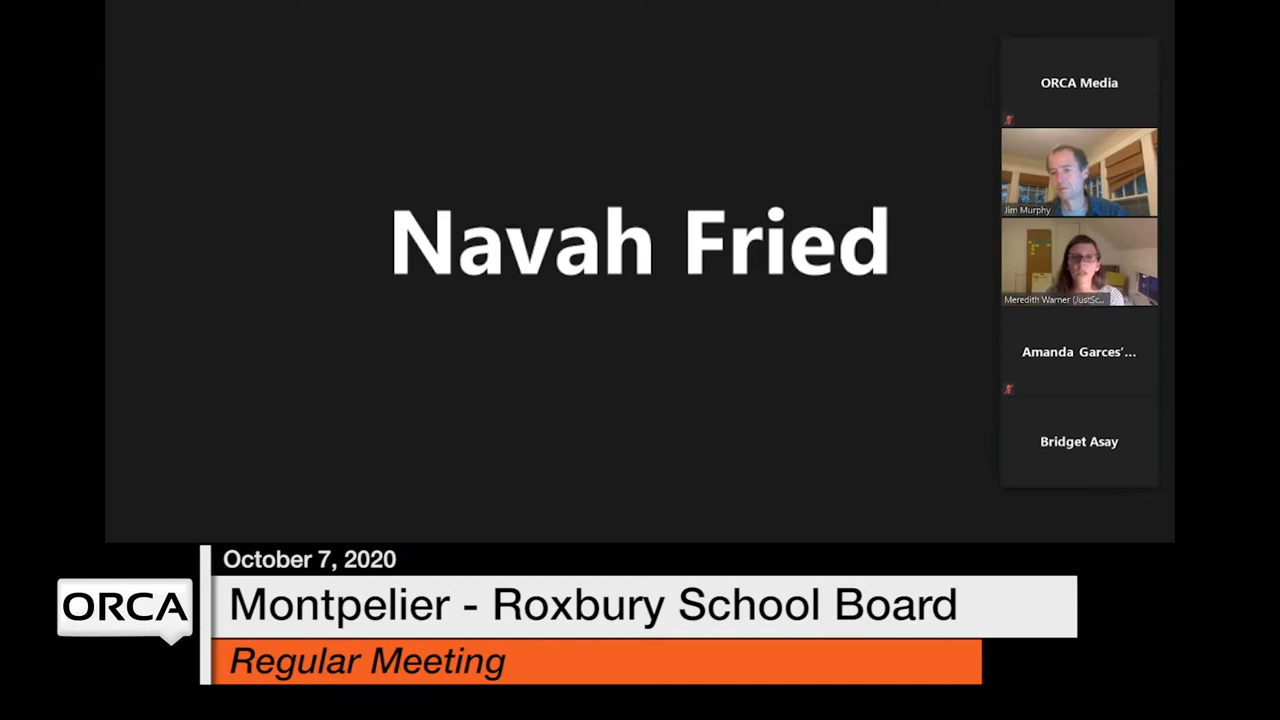 Navah Fried
ORCA Media
Jim Murphy
Meredith Warner (JustSc...
Amanda Garces'...
Bridget Asay
October 7, 2020
ORCA
Montpelier - Roxbury School Board
Regular Meeting